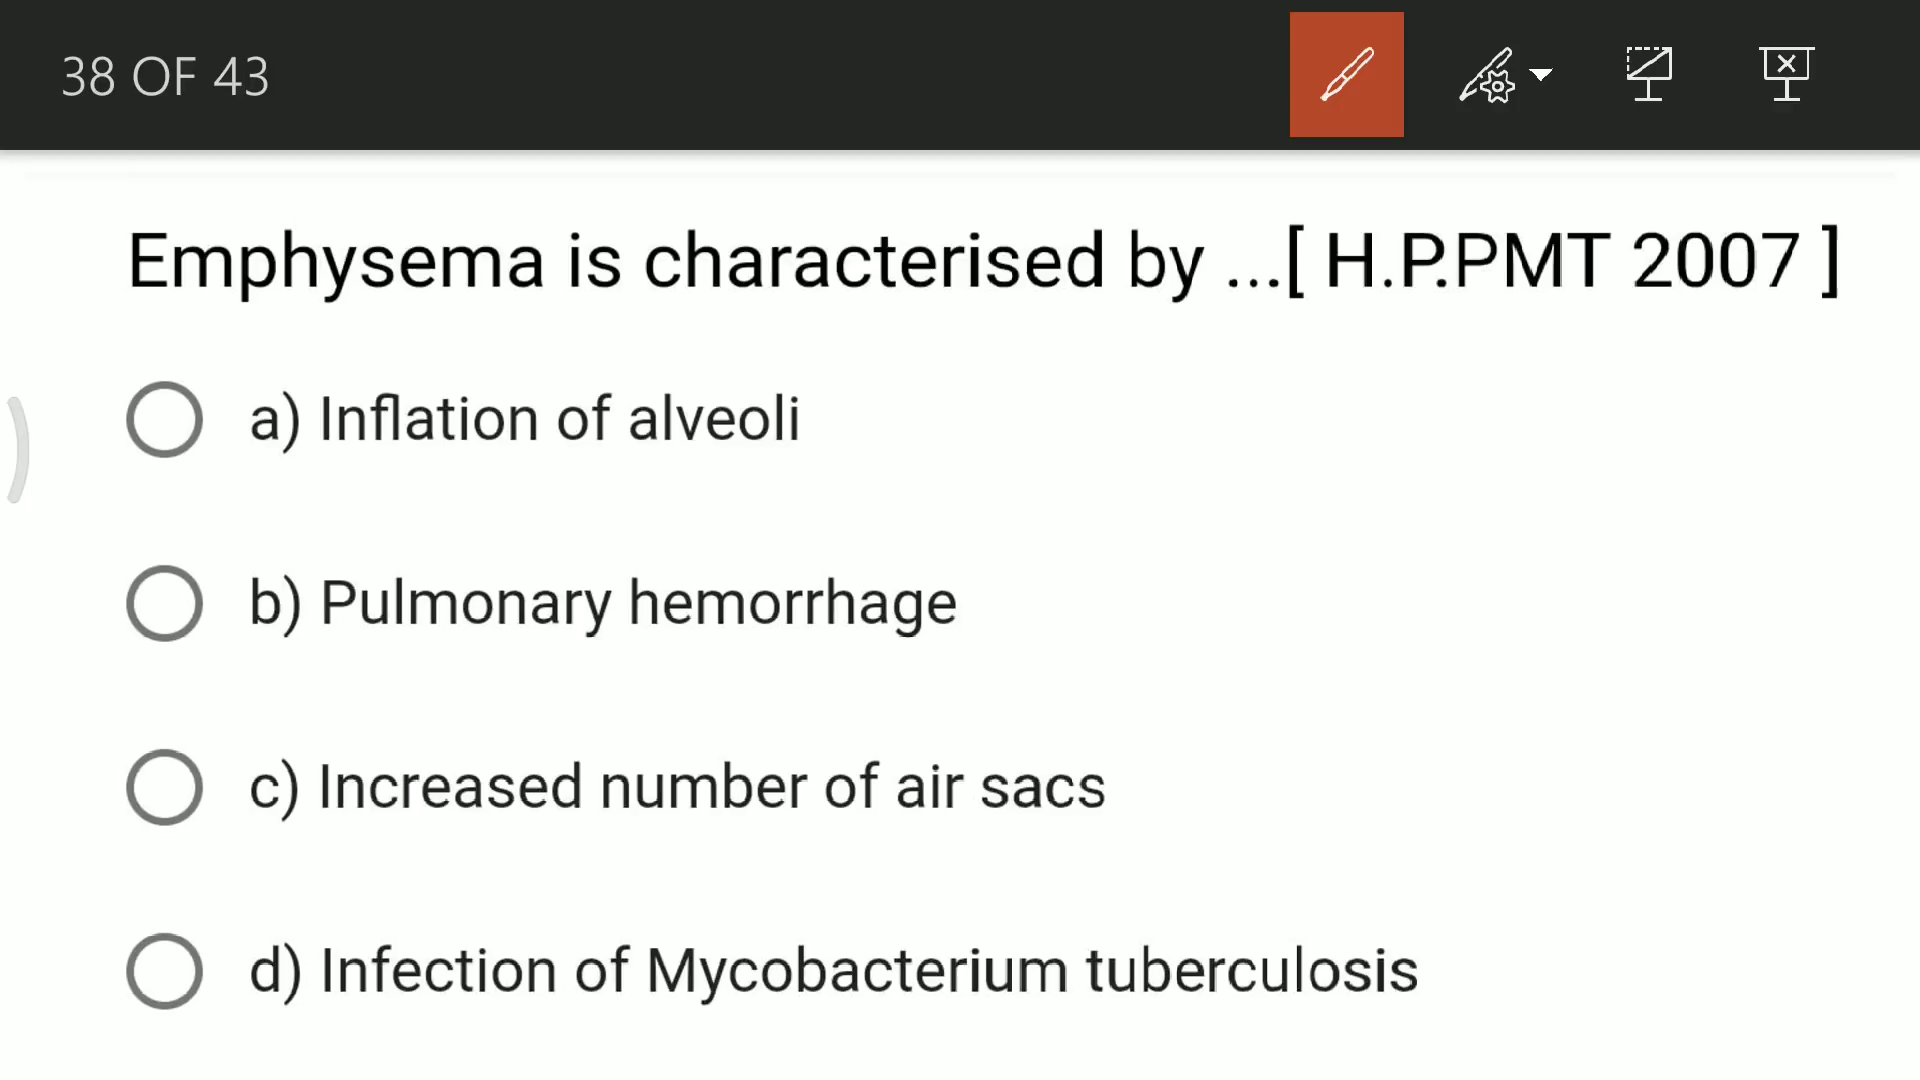 38 OF 43
Emphysema is characterised by ...[ H.P.PMT 2007 ]
a) Inflation of alveoli
b) Pulmonary hemorrhage
c) Increased number of air sacs
d) Infection of Mycobacterium tuberculosis